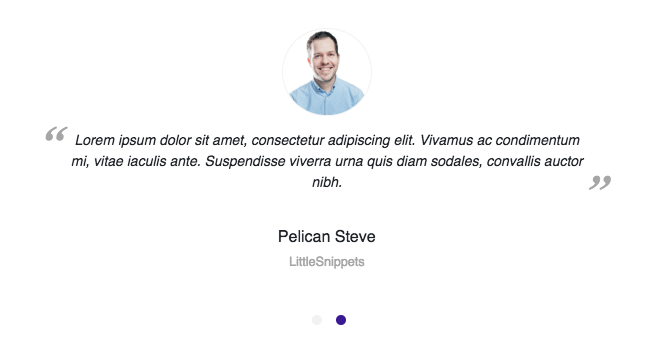 “ Lorem ipsum dolor sit amet, consectetur adipiscing elit. Vivamus ac condimentum
mi, vitae iaculis ante. Suspendisse viverra urna quis diam sodales, convallis auctor
nibh. ”
Pelican Steve
LittleSnippets